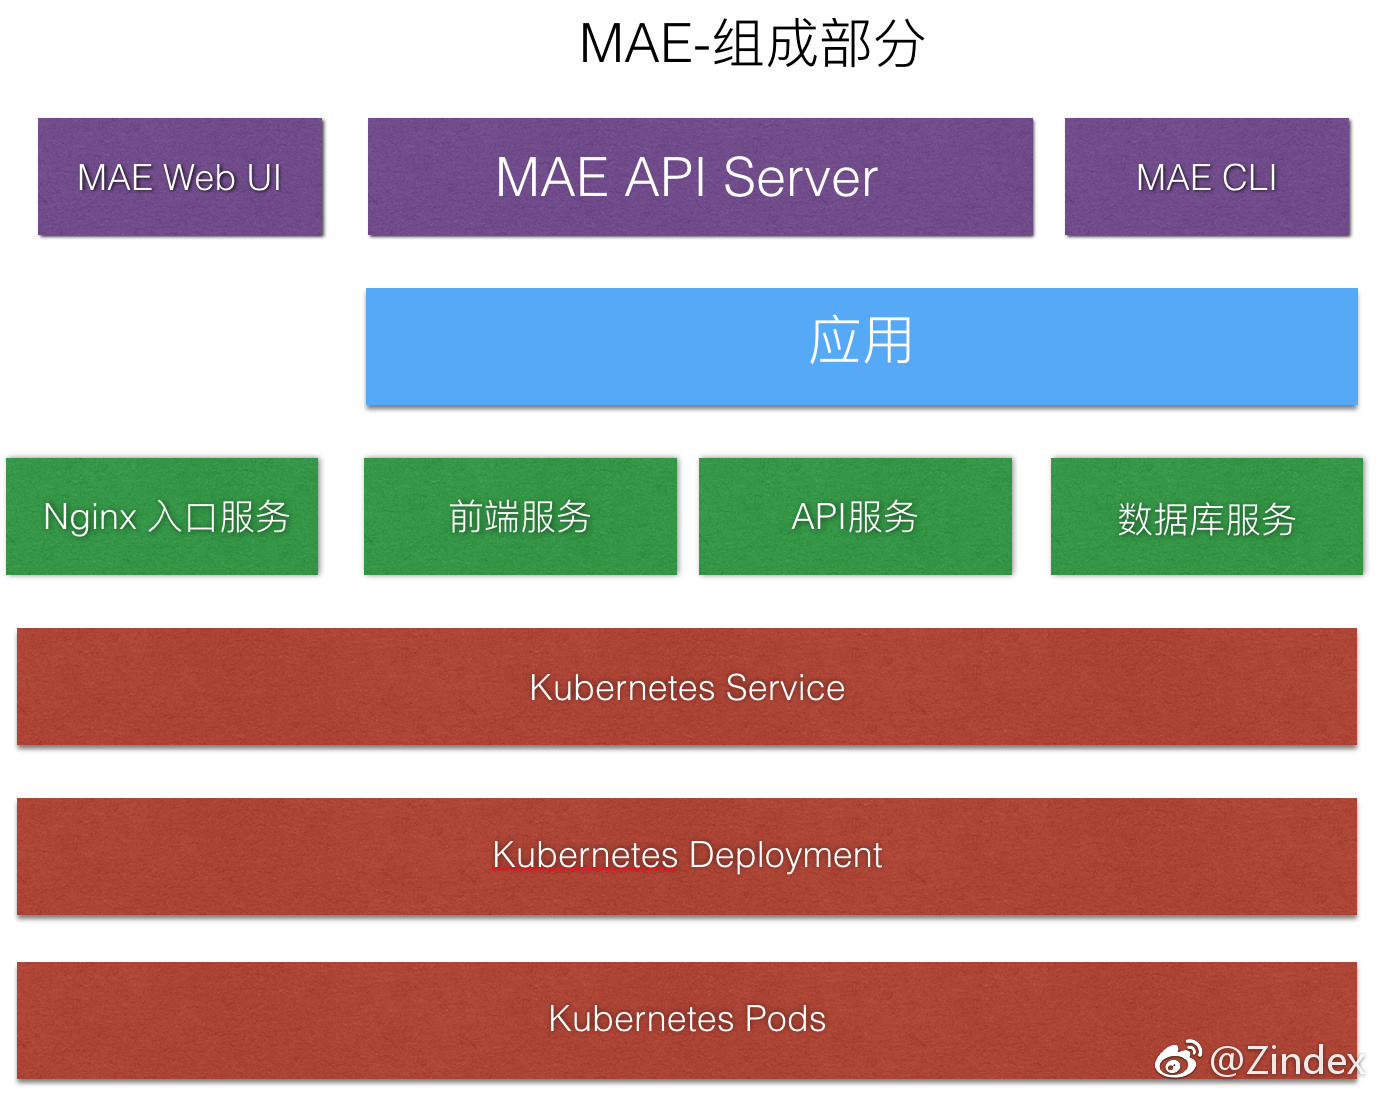 MAE-组成部分
MAE Web UI
MAE API Server
MAE CLI
应用
Nginx 入口服务
前端服务
API服务
数据库服务
Kubernetes Service
Kubernetes Deployment
Kubernetes Pods
@Zindex